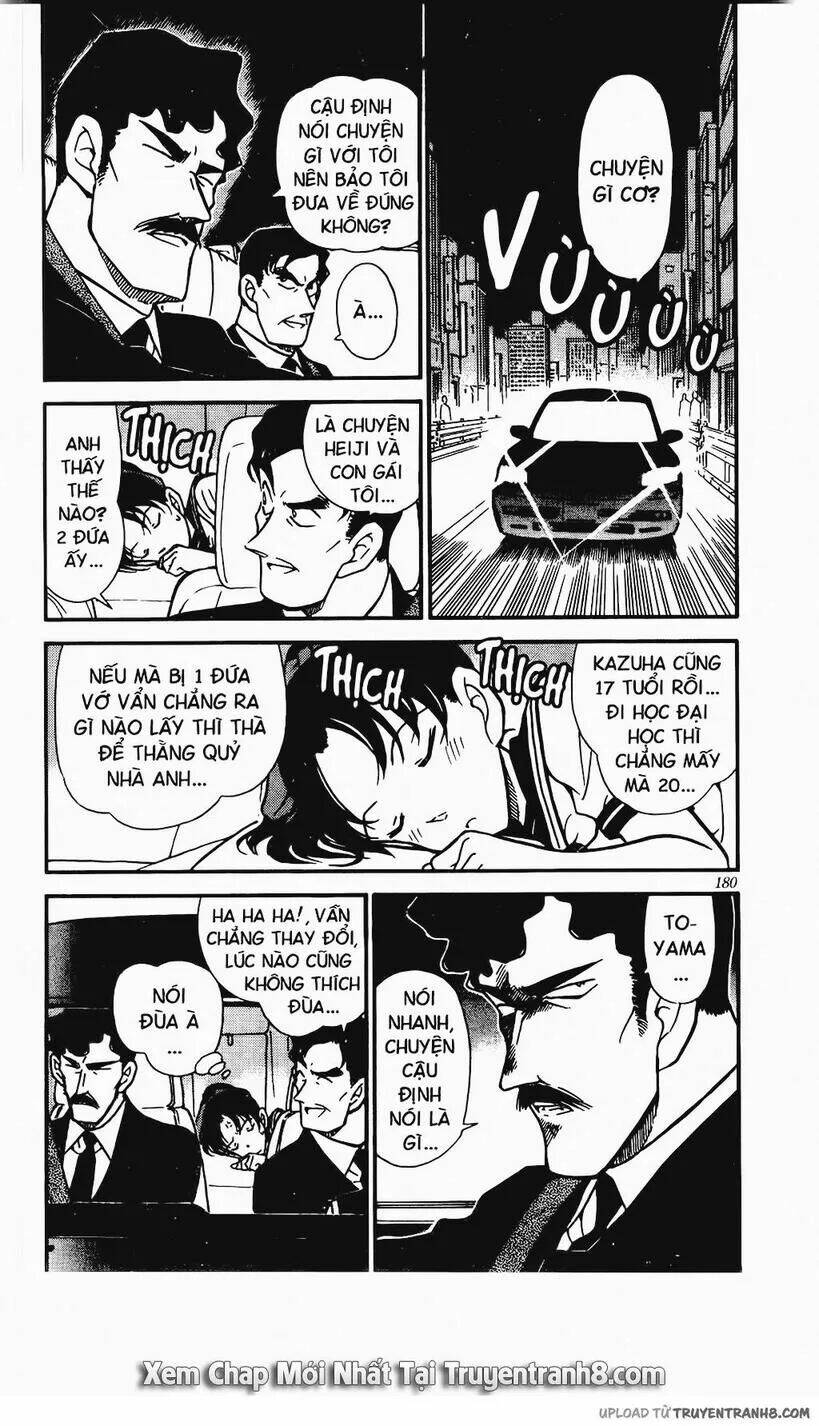 CẬU ĐỊNH
NÓI CHUYỆN
GÌ VỚI TÔI
NÊN BẢO TÔI
ĐƯA VỀ ĐÚNG
KHÔNG?
À...
CHUYỆN
GÌ CƠ?
VÙÙÙÙ
ANH
THẤY
THẾ
NÀO?
2 ĐỨA
ẤY...
THỊCH
LÀ CHUYỆN
HEIJI VÀ
CON GÁI
TÔI...
NẾU MÀ BỊ 1 ĐỨA
VỚ VẨN CHẲNG RA
GÌ NÀO LẤY THÌ THÀ
ĐỂ THẰNG QUỶ
NHÀ ANH...
THỊCH
THỊCH
KAZUHA CŨNG
17 TUỔI RỒI...
ĐI HỌC ĐẠI
HỌC THÌ
CHẲNG MẤY
MÀ 20...
180
NÓI
ĐÙA À
...
HA HA HA!, VẪN
CHẲNG THAY ĐỔI,
LÚC NÀO CŨNG
KHÔNG THÍCH
ĐÙA...
NÓI
NHANH,
CHUYỆN
CẬU
ĐỊNH
NÓI LÀ
GÌ...
TO-
YAMA
...
Xem Chap Mới Nhất Tại Truyentranh8.com
UPLOAD TỪ TRUYENTRANH8.COM